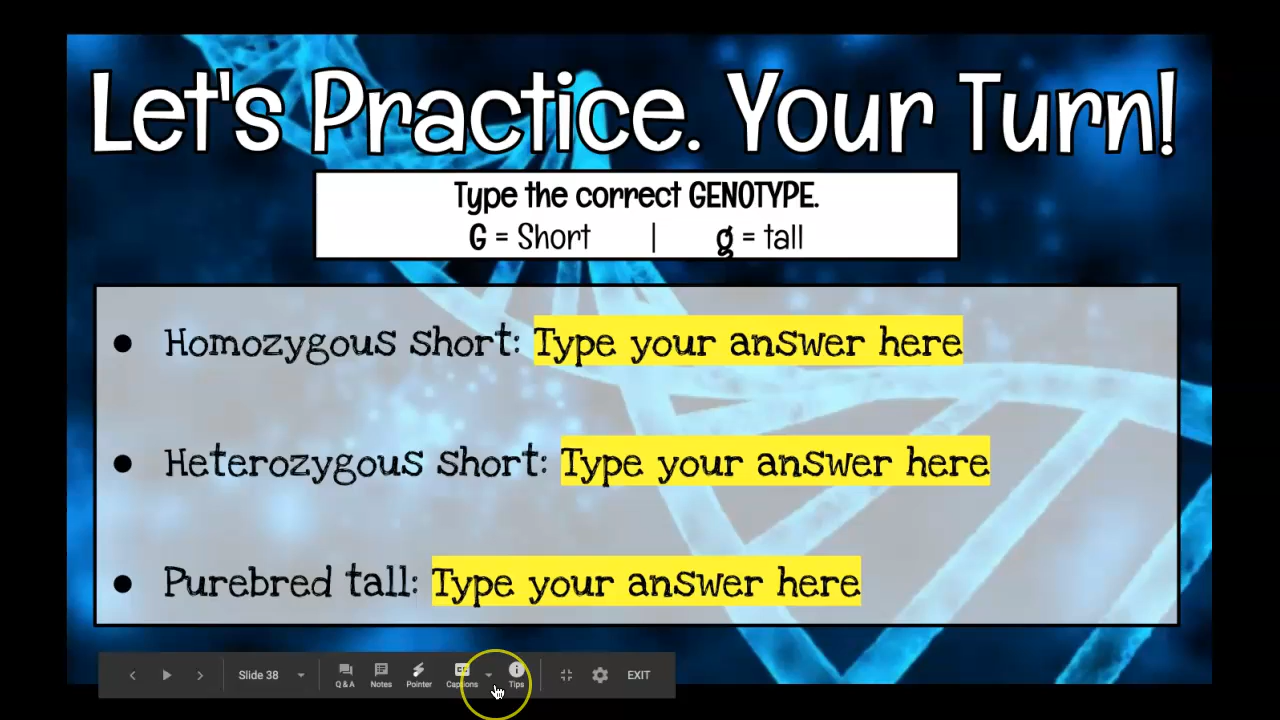 Let's Practice. Your Turn!
Type the correct GENOTYPE.
G = Short | g = tall
● Homozygous short: Type your answer here
● Heterozygous short: Type your answer here
● Purebred tall: Type your answer here
Slide 38 Q & A Notes Pointer Captions Tips EXIT